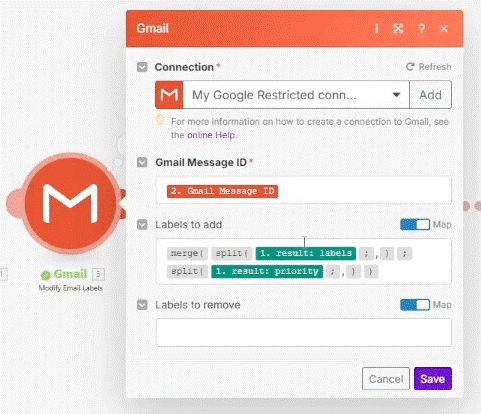 Gmail
Connection *
Refresh
My Google Restricted conn...
Add
For more information on how to create a connection to Gmail, see
the online Help.
Gmail Message ID *
2. Gmail Message ID
Labels to add
Map
merge( split( 1. result: labels ; , ) ;
split( 1. result: priority ; , ) )
Labels to remove
Map
Cancel
Save
Gmail 5
Modify Email Labels